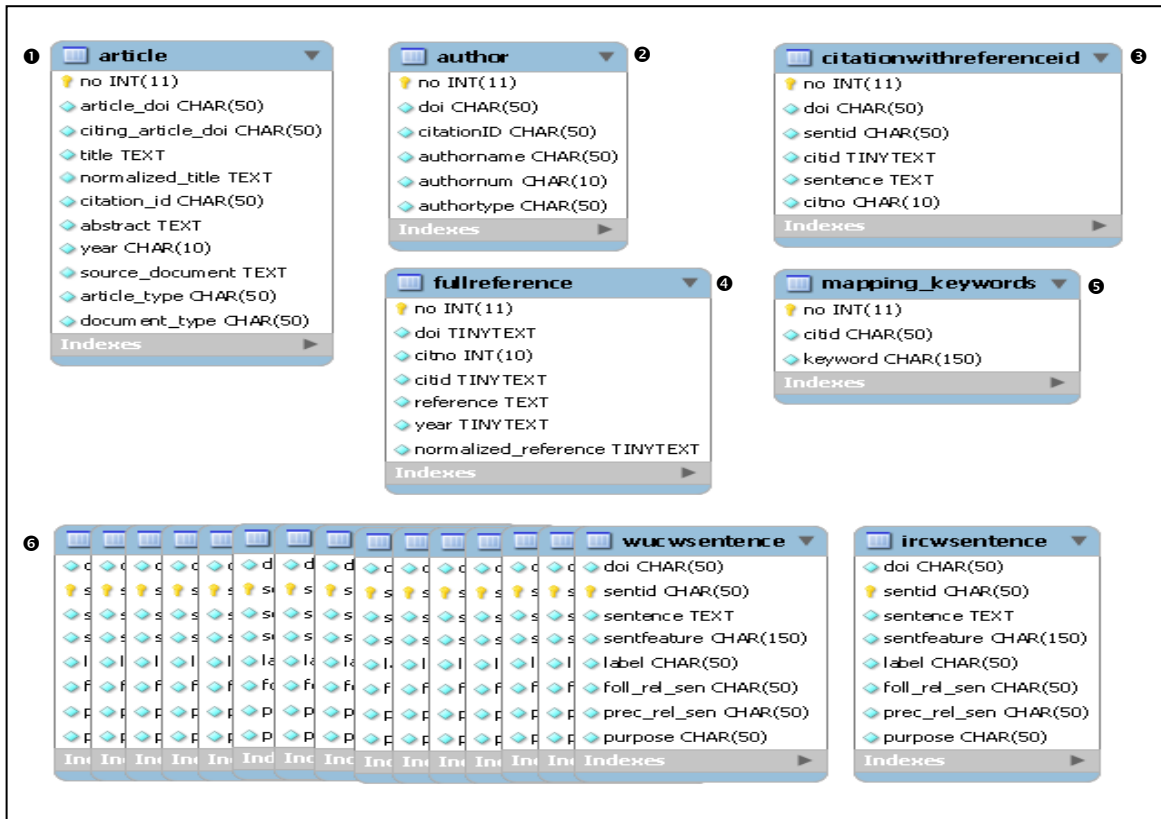 ❶ article
no INT(11)
article_doi CHAR(50)
citing_article_doi CHAR(50)
title TEXT
normalized_title TEXT
citation_id CHAR(50)
abstract TEXT
year CHAR(10)
source_document TEXT
article_type CHAR(50)
document_type CHAR(50)
Indexes
author ❷
no INT(11)
doi CHAR(50)
citationID CHAR(50)
authorname CHAR(50)
authornum CHAR(10)
authortype CHAR(50)
Indexes
citationwithreferenceid ❸
no INT(11)
doi CHAR(50)
sentid CHAR(50)
citid TINYTEXT
sentence TEXT
citno CHAR(10)
Indexes
fullreference ❹
no INT(11)
doi TINYTEXT
citno INT(10)
citid TINYTEXT
reference TEXT
year TINYTEXT
normalized_reference TINYTEXT
Indexes
mapping_keywords ❺
no INT(11)
citid CHAR(50)
keyword CHAR(150)
Indexes
❻
wucwsentence
doi CHAR(50)
sentid CHAR(50)
sentence TEXT
sentfeature CHAR(150)
label CHAR(50)
foll_rel_sen CHAR(50)
prec_rel_sen CHAR(50)
purpose CHAR(50)
Indexes
ircwsentence
doi CHAR(50)
sentid CHAR(50)
sentence TEXT
sentfeature CHAR(150)
label CHAR(50)
foll_rel_sen CHAR(50)
prec_rel_sen CHAR(50)
purpose CHAR(50)
Indexes